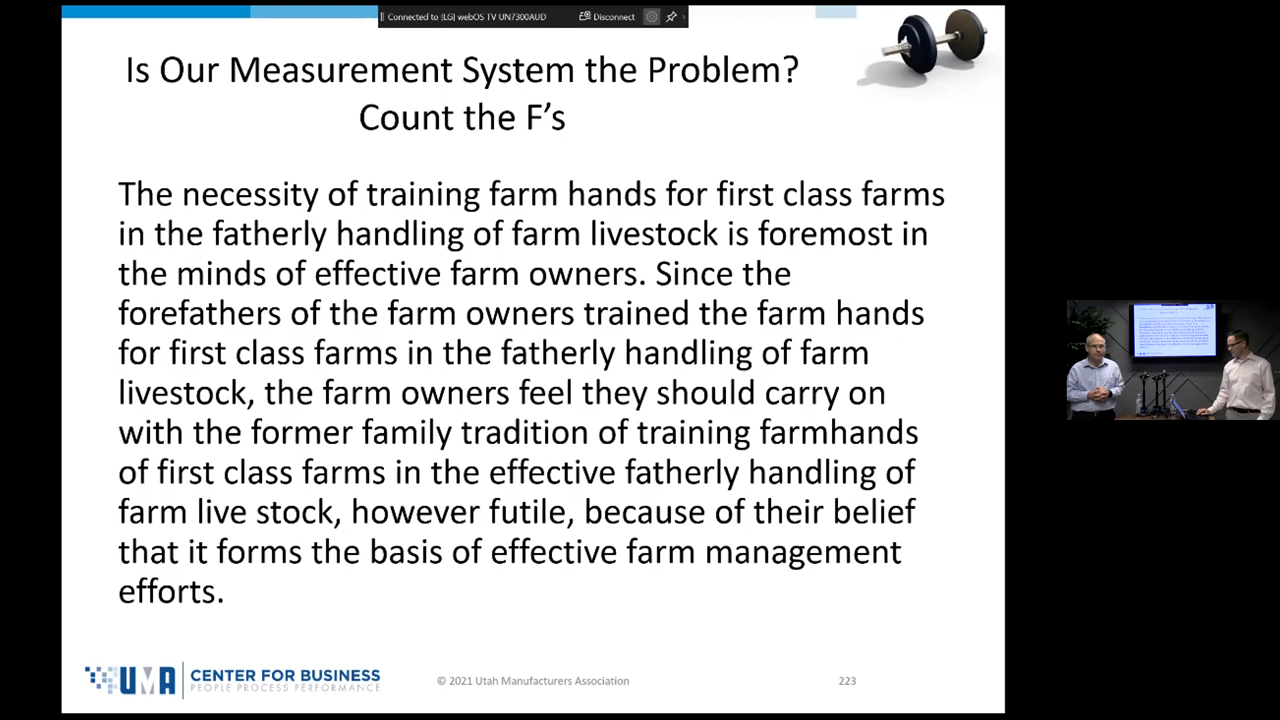 Connected to [LG] webOS TV UN7300AUD Disconnect
Is Our Measurement System the Problem?
Count the F's
The necessity of training farm hands for first class farms
in the fatherly handling of farm livestock is foremost in
the minds of effective farm owners. Since the
forefathers of the farm owners trained the farm hands
for first class farms in the fatherly handling of farm
livestock, the farm owners feel they should carry on
with the former family tradition of training farmhands
of first class farms in the effective fatherly handling of
farm live stock, however futile, because of their belief
that it forms the basis of effective farm management
efforts.
UMA CENTER FOR BUSINESS
PEOPLE PROCESS PERFORMANCE
© 2021 Utah Manufacturers Association
223